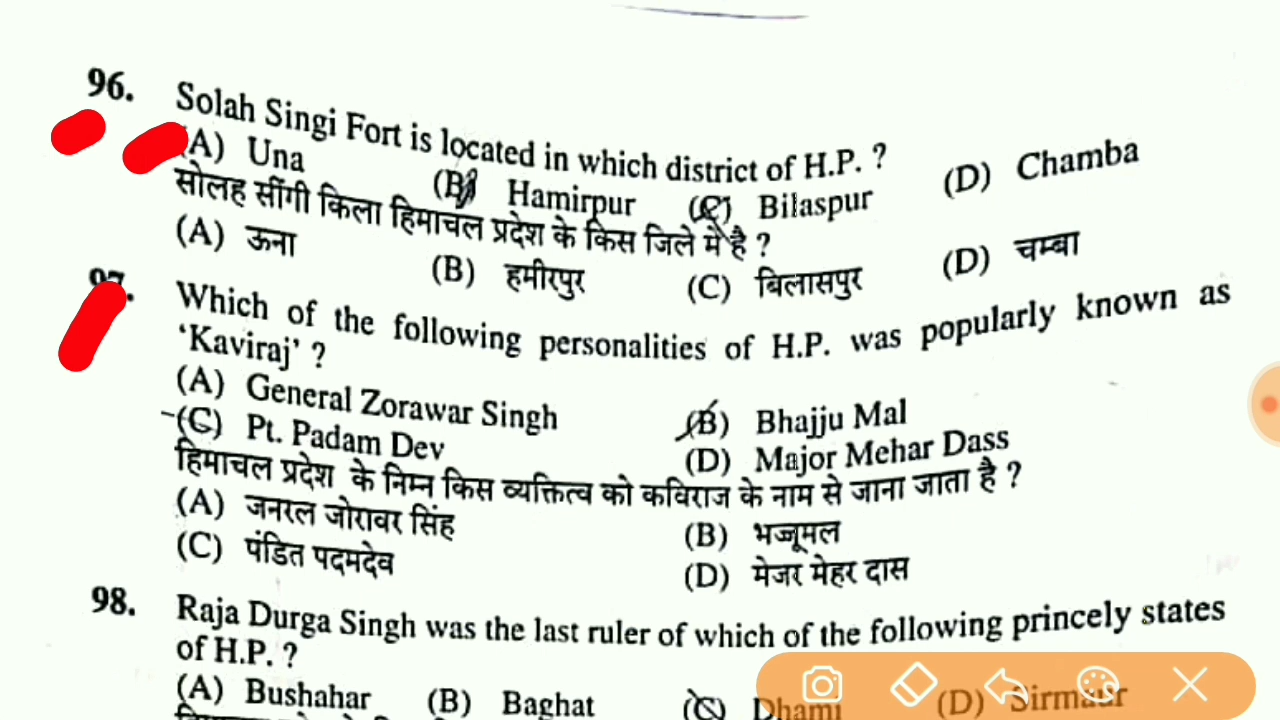 96. Solah Singi Fort is located in which district of H.P. ?
(A) Una (B) Hamirpur (C) Bilaspur (D) Chamba
सोलह सींगी किला हिमाचल प्रदेश के किस जिले में है ?
(A) ऊना (B) हमीरपुर (C) बिलासपुर (D) चम्बा
97. Which of the following personalities of H.P. was popularly known as
‘Kaviraj’ ?
(A) General Zorawar Singh (B) Bhajju Mal
(C) Pt. Padam Dev (D) Major Mehar Dass
हिमाचल प्रदेश के निम्न किस व्यक्तित्व को कविराज के नाम से जाना जाता है ?
(A) जनरल जोरावर सिंह (B) भज्जूमल
(C) पंडित पदमदेव (D) मेजर मेहर दास
98. Raja Durga Singh was the last ruler of which of the following princely states
of H.P. ?
(A) Bushahar (B) Baghat (C) Dhami (D) Sirmaur